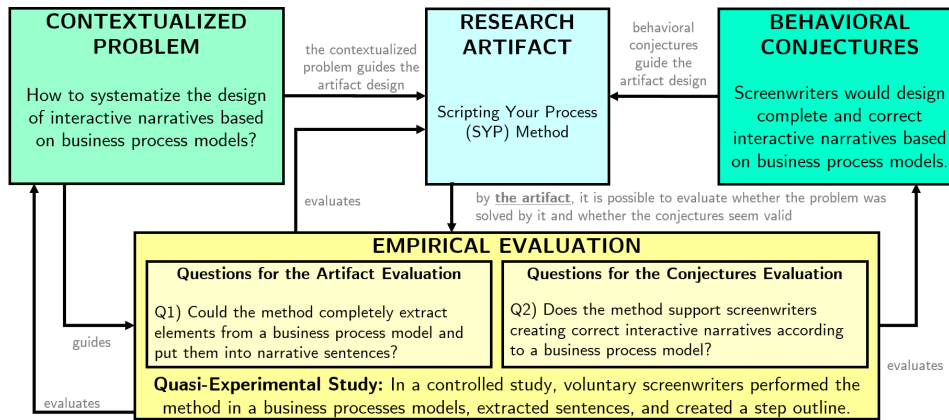 CONTEXTUALIZED
PROBLEM
How to systematize the design
of interactive narratives based
on business process models?
the contextualized
problem guides the
artifact design
RESEARCH
ARTIFACT
Scripting Your Process
(SYP) Method
behavioral
conjectures
guide the
artifact design
BEHAVIORAL
CONJECTURES
Screenwriters would design
complete and correct
interactive narratives based
on business process models.
evaluates
by the artifact, it is possible to evaluate whether the problem was
solved by it and whether the conjectures seem valid
EMPIRICAL EVALUATION
Questions for the Artifact Evaluation
Q1) Could the method completely extract
elements from a business process model and
put them into narrative sentences?
Questions for the Conjectures Evaluation
Q2) Does the method support screenwriters
creating correct interactive narratives according
to a business process model?
guides
evaluates
Quasi-Experimental Study: In a controlled study, voluntary screenwriters performed the
method in a business processes models, extracted sentences, and created a step outline.
evaluates